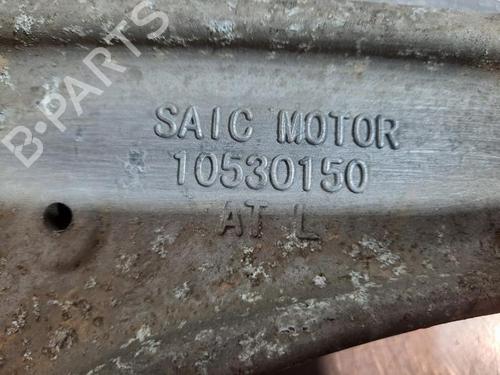 B-PARTS
SAIC MOTOR
10530150
AT L